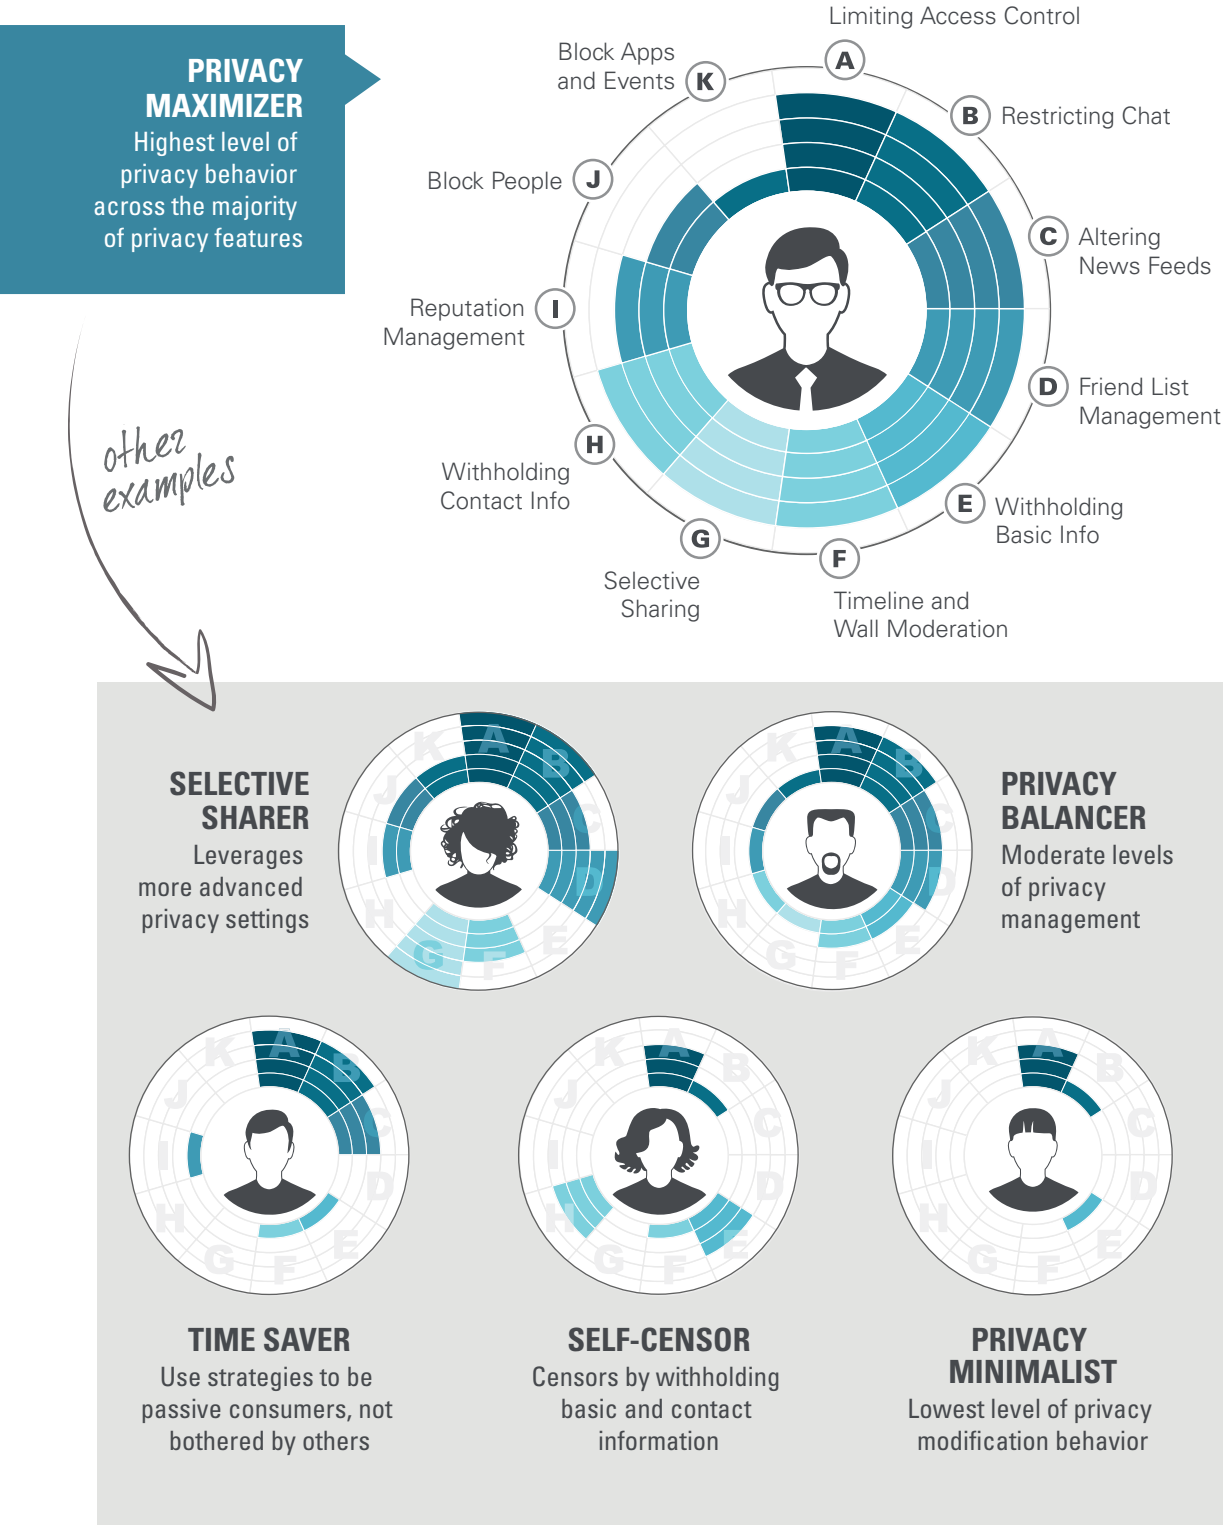 PRIVACY
MAXIMIZER
Highest level of
privacy behavior
across the majority
of privacy features
Limiting Access Control
A
B
Restricting Chat
C
Altering
News Feeds
D
Friend List
Management
E
Withholding
Basic Info
F
Timeline and
Wall Moderation
G
Selective
Sharing
H
Withholding
Contact Info
I
Reputation
Management
J
Block People
K
Block Apps
and Events
other
examples
SELECTIVE
SHARER
Leverages
more advanced
privacy settings
A
B
C
D
E
F
G
H
I
J
K
PRIVACY
BALANCER
Moderate levels
of privacy
management
A
B
C
D
E
F
G
H
I
J
K
A
B
C
D
E
F
G
H
I
J
K
TIME SAVER
Use strategies to be
passive consumers, not
bothered by others
A
B
C
D
E
F
G
H
I
J
K
SELF-CENSOR
Censors by withholding
basic and contact
information
A
B
C
D
E
F
G
H
I
J
K
PRIVACY
MINIMALIST
Lowest level of privacy
modification behavior